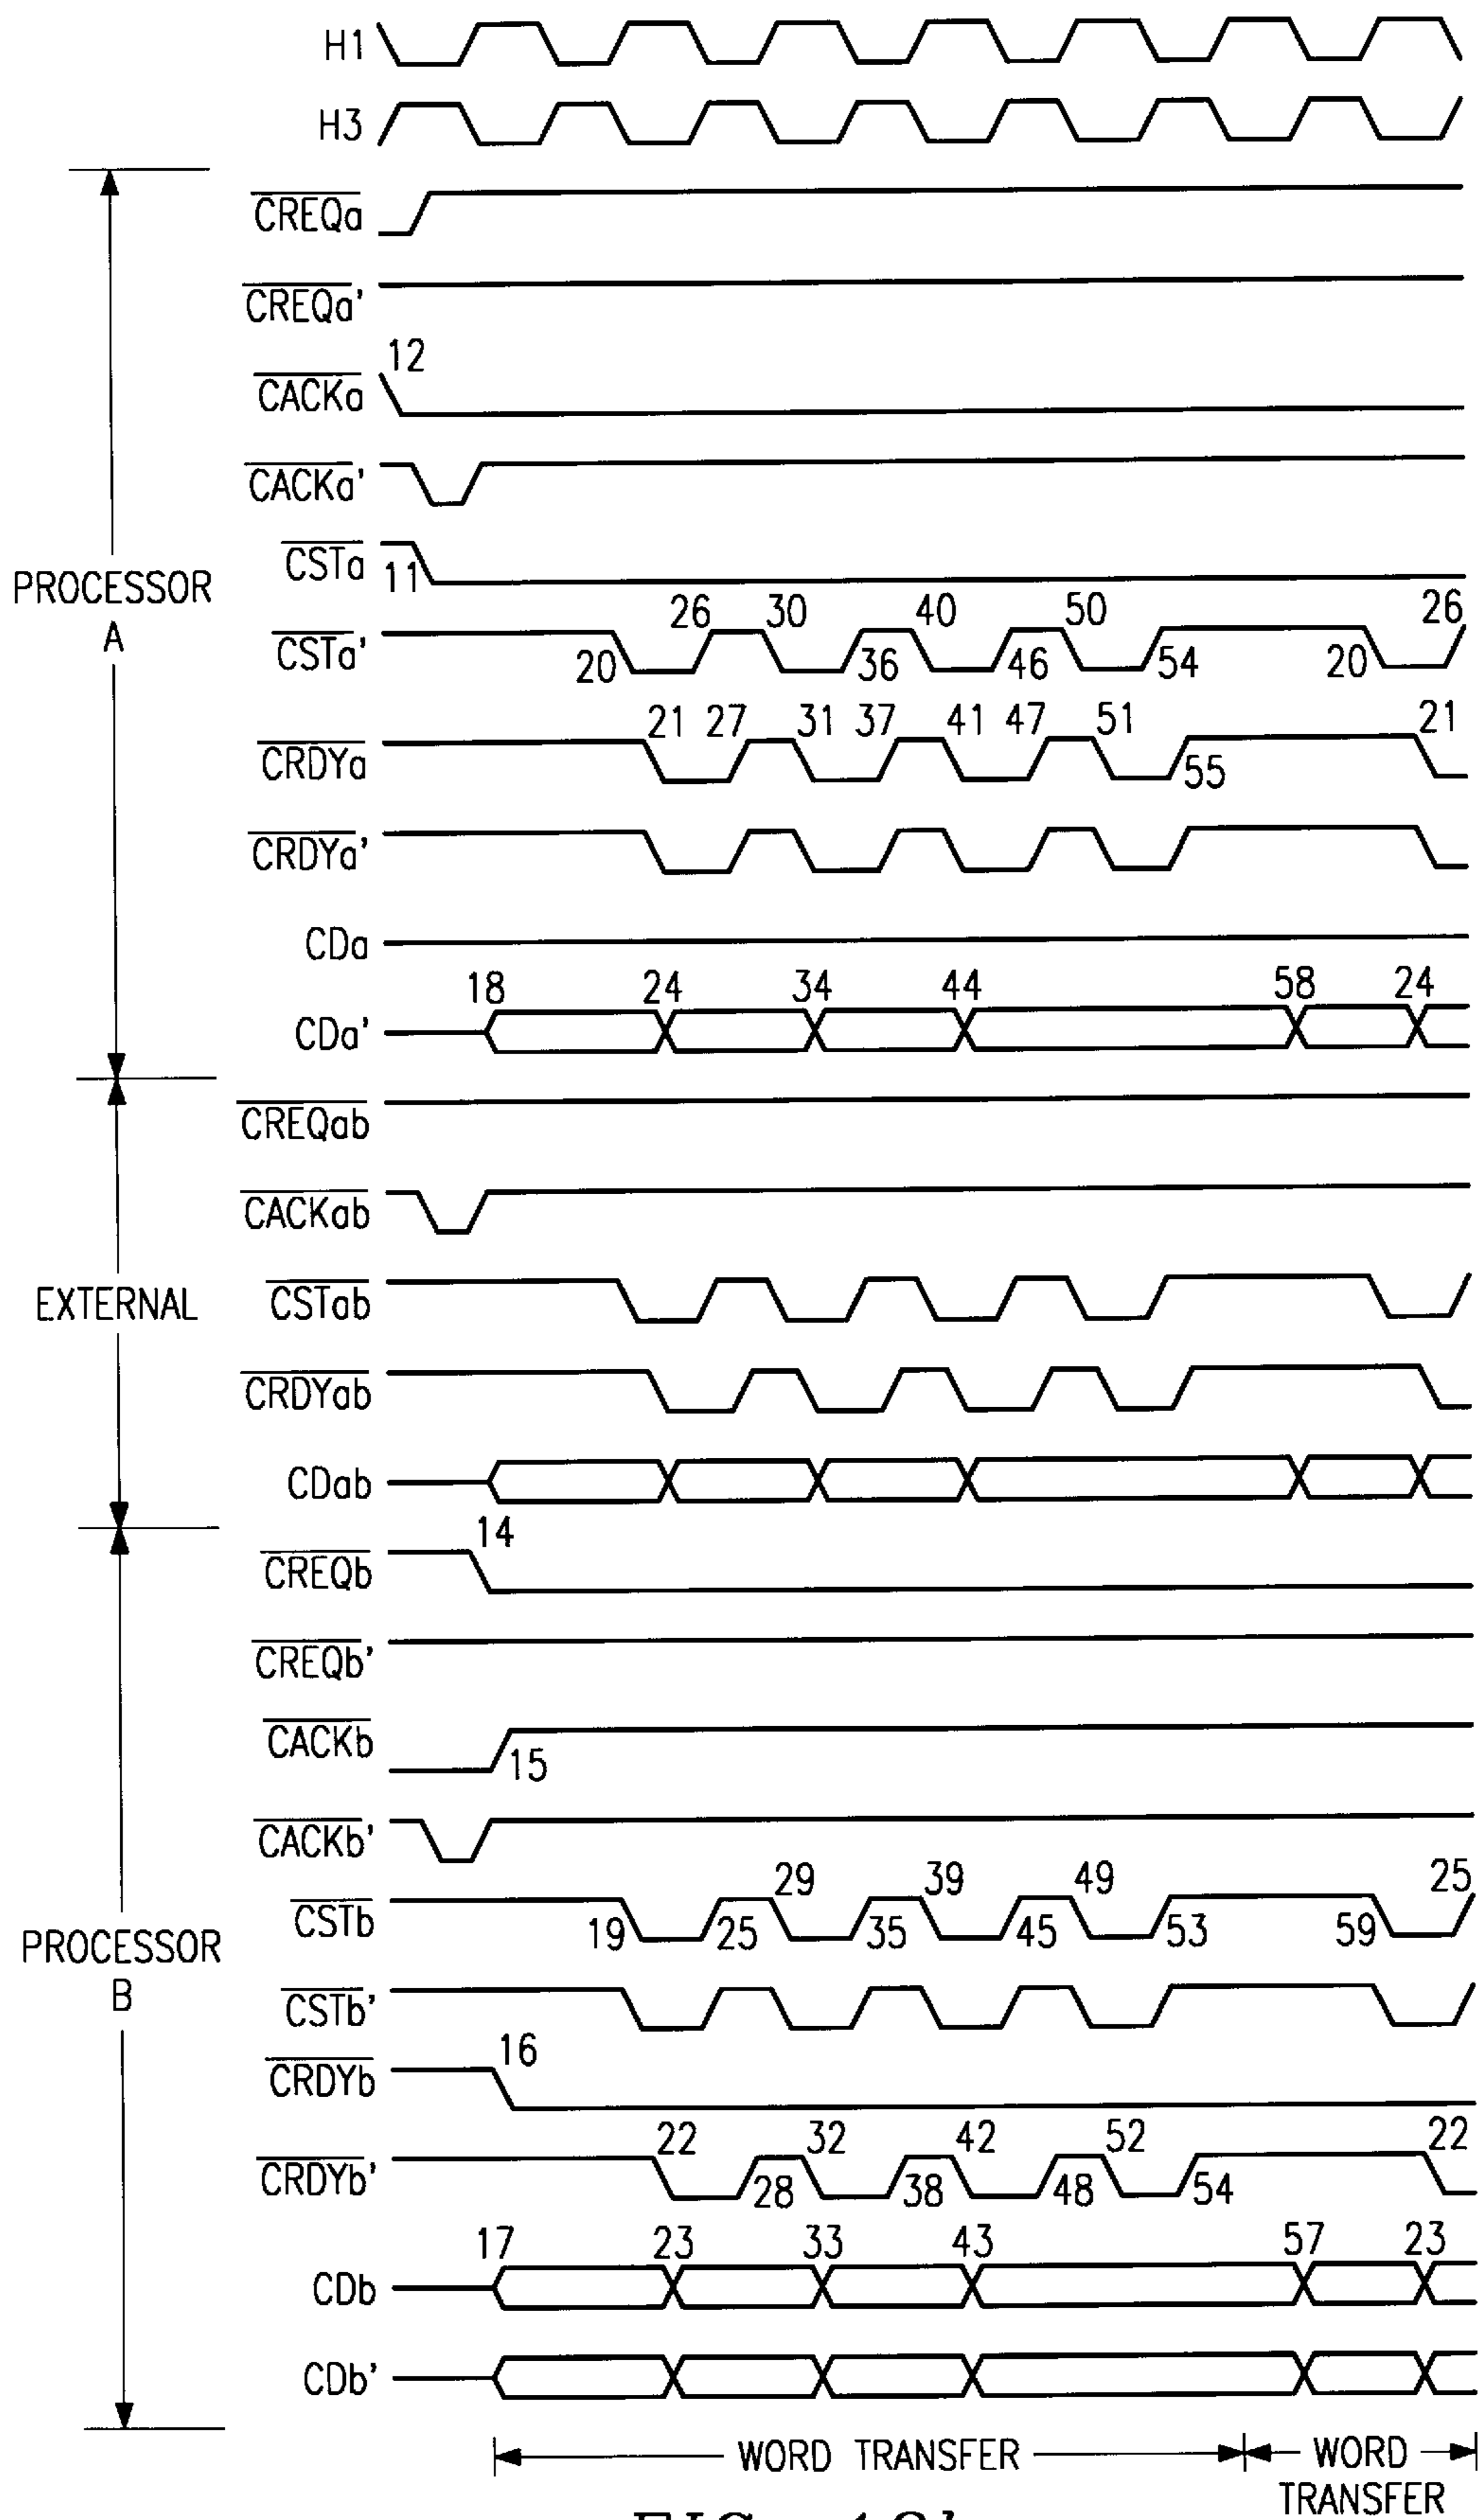 H1
H3
CREQa
CREQa'
12
CACKa
CACKa'
CSTa
11
PROCESSOR
A
26 30 40 50 26
CSTa'
20 36 46 54 20
21 27 31 37 41 47 51 21
CRDYa
55
CRDYa'
CDa
18 24 34 44 58 24
CDa'
CREQab
CACKab
EXTERNAL
CSTab
CRDYab
CDab
14
CREQb
CREQb'
CACKb
15
CACKb'
29 39 49 25
CSTb
19 25 35 45 53 59
PROCESSOR
B
CSTb'
16
CRDYb
22 32 42 52 22
CRDYb'
28 38 48 54
17 23 33 43 57 23
CDb
CDb'
WORD TRANSFER
WORD
TRANSFER